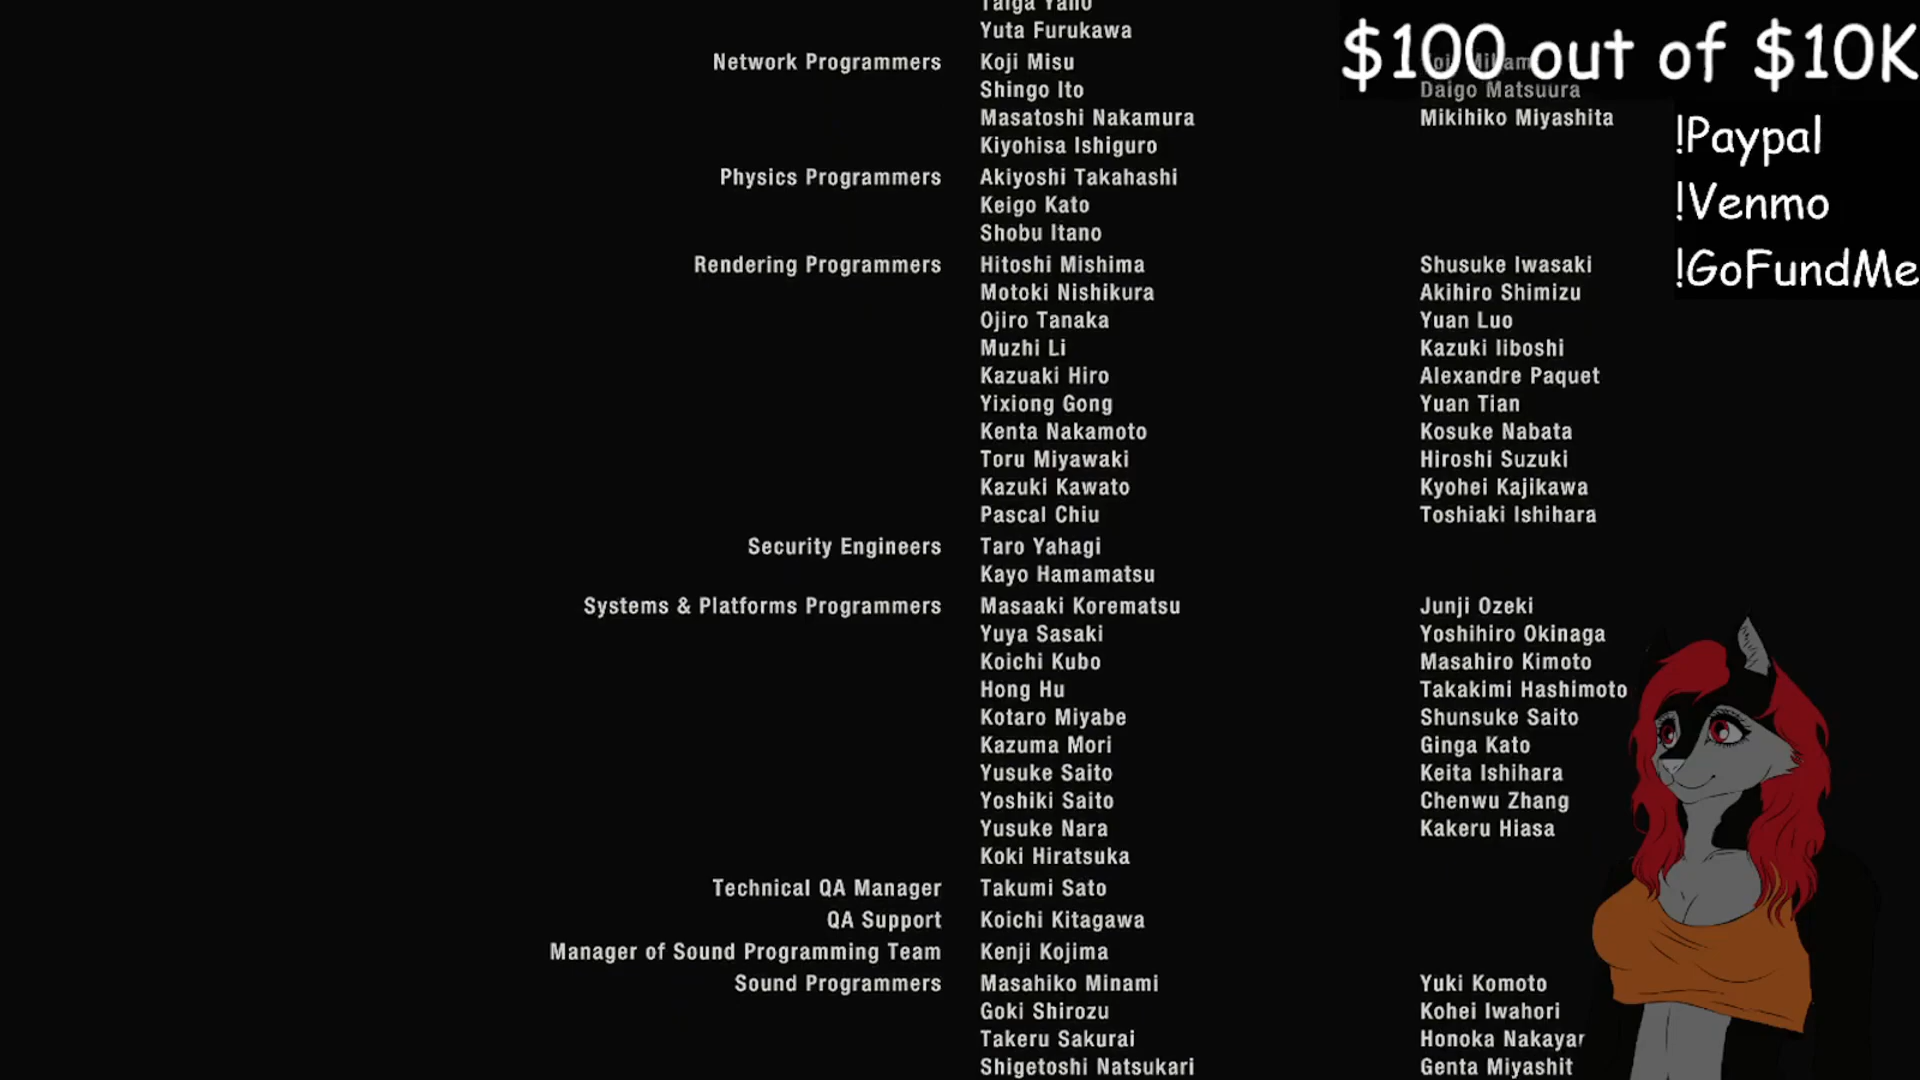 Taiga Yano
Yuta Furukawa
Network Programmers Koji Misu
Shingo Ito Daigo Matsuura
Masatoshi Nakamura Mikihiko Miyashita
Kiyohisa Ishiguro
Physics Programmers Akiyoshi Takahashi
Keigo Kato
Shobu Itano
Rendering Programmers Hitoshi Mishima Shusuke Iwasaki
Motoki Nishikura Akihiro Shimizu
Ojiro Tanaka Yuan Luo
Muzhi Li Kazuki Iiboshi
Kazuaki Hiro Alexandre Paquet
Yixiong Gong Yuan Tian
Kenta Nakamoto Kosuke Nabata
Toru Miyawaki Hiroshi Suzuki
Kazuki Kawato Kyohei Kajikawa
Pascal Chiu Toshiaki Ishihara
Security Engineers Taro Yahagi
Kayo Hamamatsu
Systems & Platforms Programmers Masaaki Korematsu Junji Ozeki
Yuya Sasaki Yoshihiro Okinaga
Koichi Kubo Masahiro Kimoto
Hong Hu Takakimi Hashimoto
Kotaro Miyabe Shunsuke Saito
Kazuma Mori Ginga Kato
Yusuke Saito Keita Ishihara
Yoshiki Saito Chenwu Zhang
Yusuke Nara Kakeru Hiasa
Koki Hiratsuka
Technical QA Manager Takumi Sato
QA Support Koichi Kitagawa
Manager of Sound Programming Team Kenji Kojima
Sound Programmers Masahiko Minami Yuki Komoto
Goki Shirozu Kohei Iwahori
Takeru Sakurai Honoka Nakayar
Shigetoshi Natsukari Genta Miyashit
$100 out of $10K
!Paypal
!Venmo
!GoFundMe